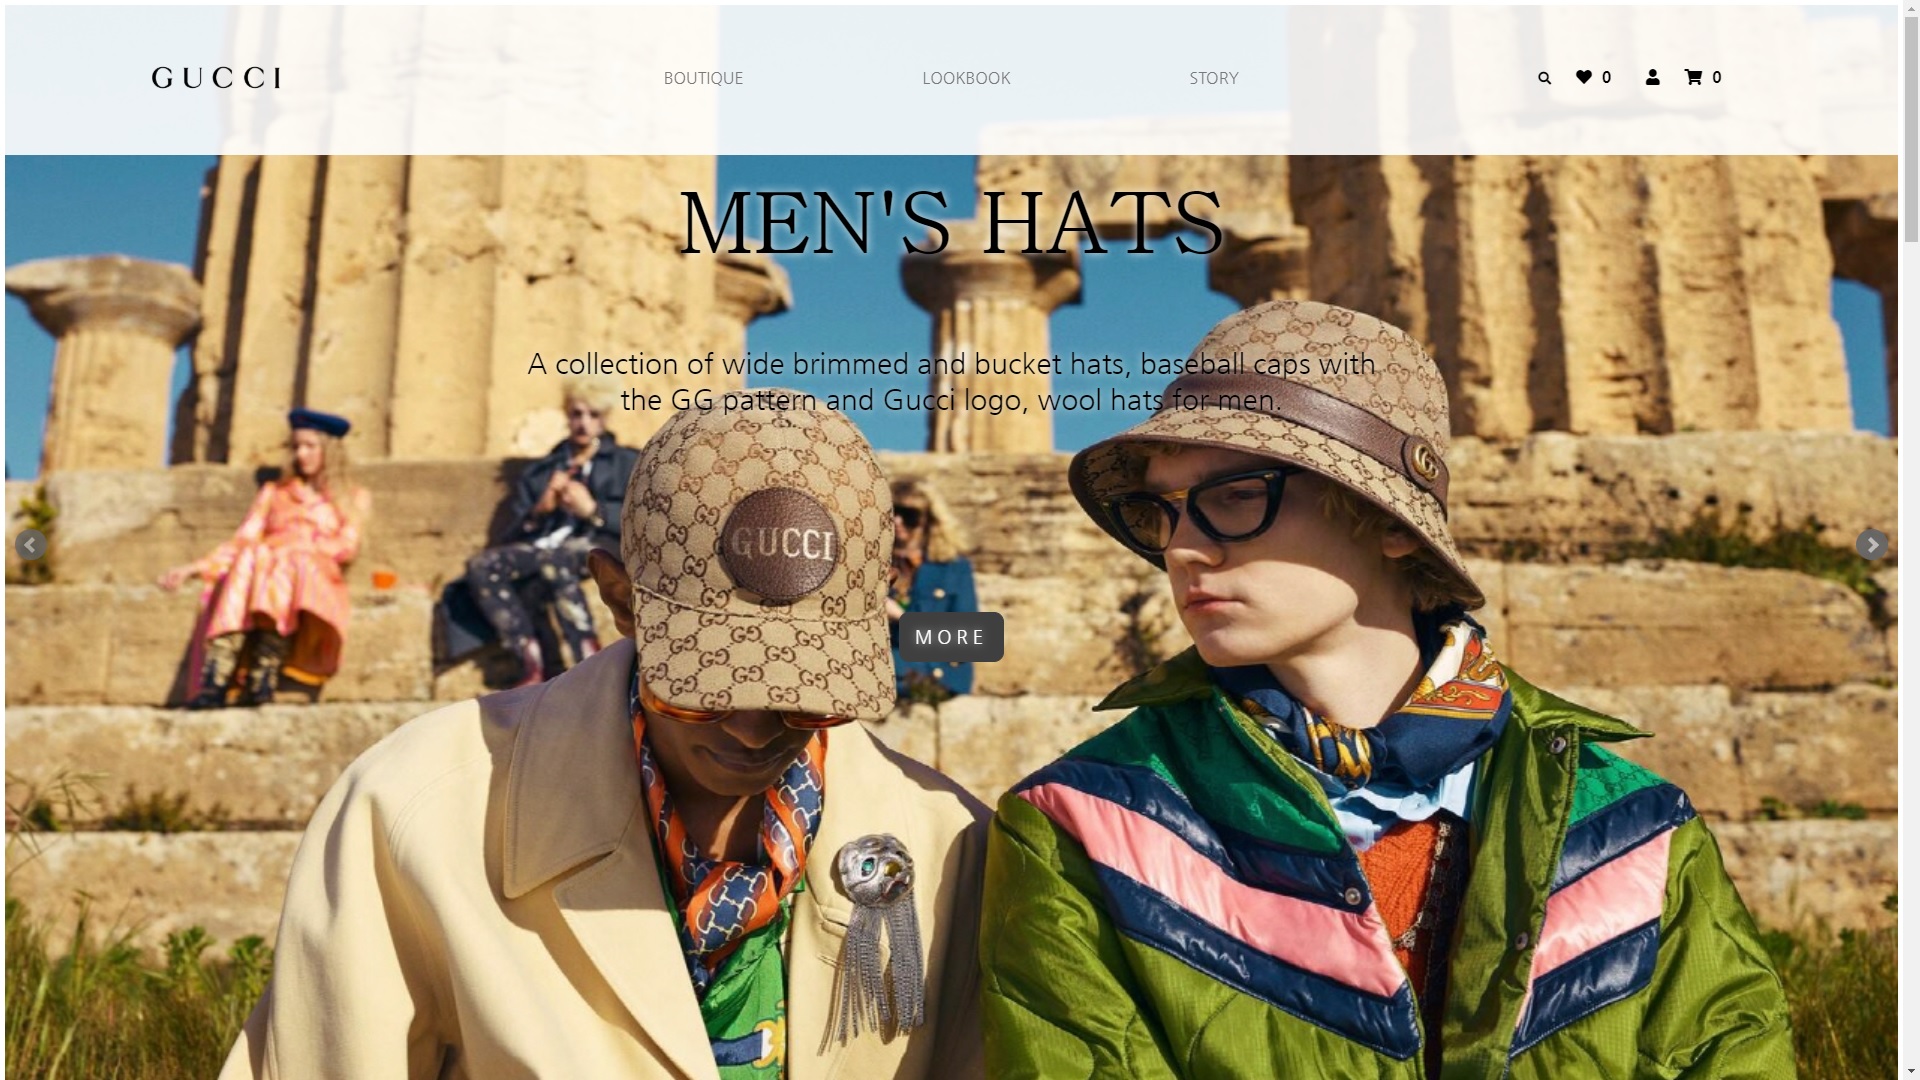 GUCCI
BOUTIQUE
LOOKBOOK
STORY
0
0
MEN'S HATS
A collection of wide brimmed and bucket hats, baseball caps with
the GG pattern and Gucci logo, wool hats for men.
GUCCI
MORE